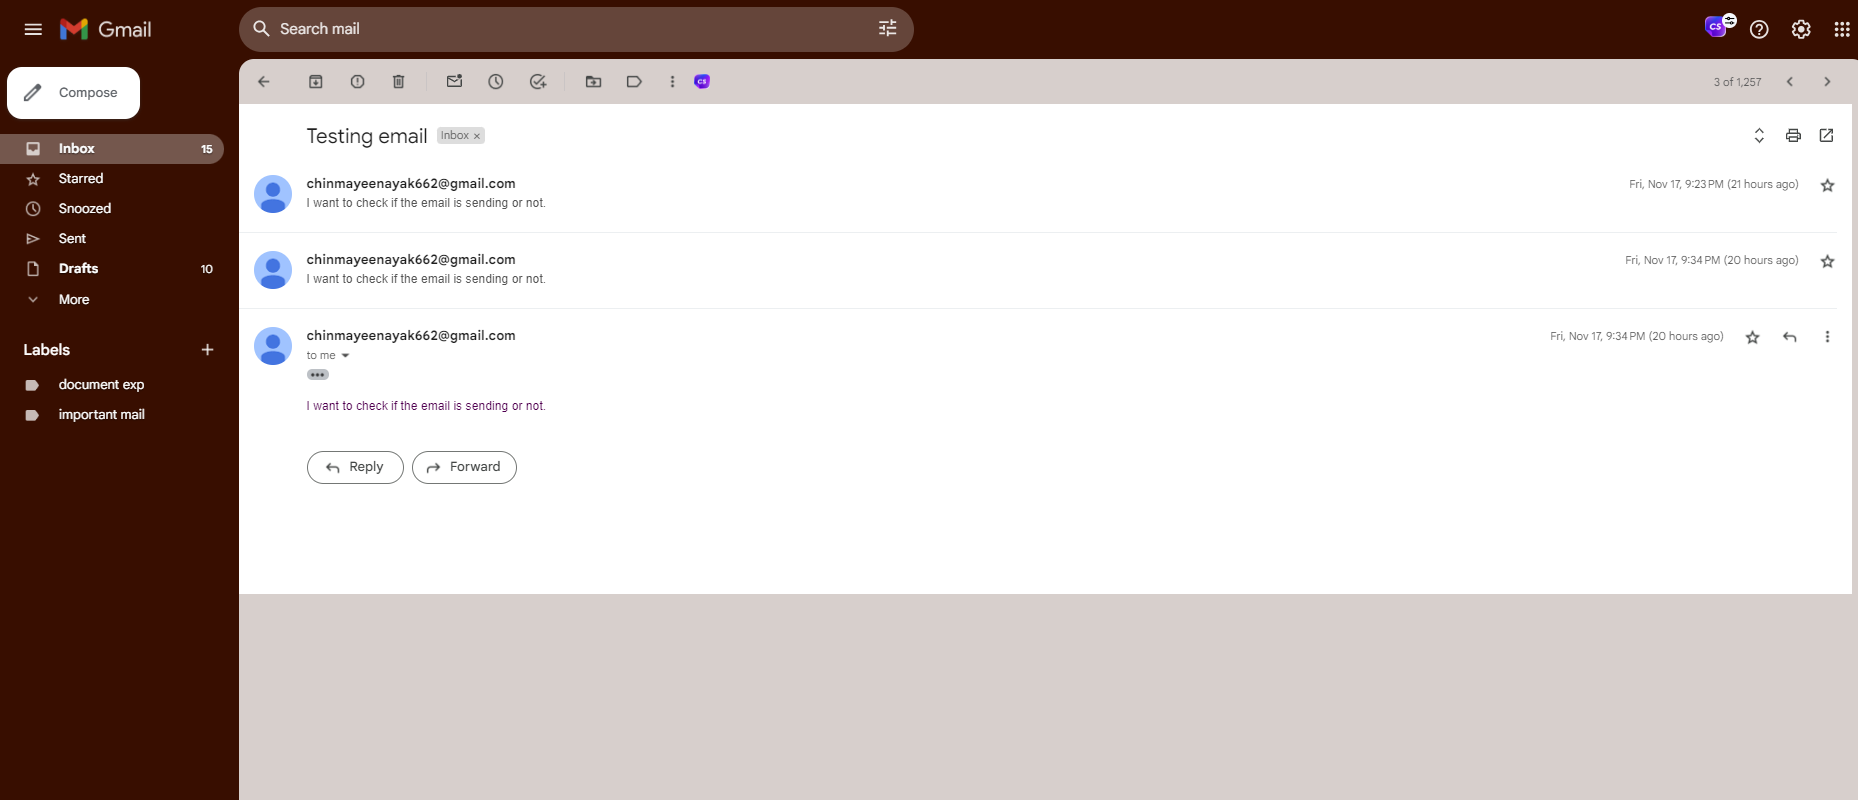 Gmail
Search mail
Compose
3 of 1,257
Inbox 15
Starred
Snoozed
Sent
Drafts 10
More
Labels
document exp
important mail
Testing email Inbox ×
chinmayeenayak662@gmail.com Fri, Nov 17, 9:23 PM (21 hours ago)
I want to check if the email is sending or not.
chinmayeenayak662@gmail.com Fri, Nov 17, 9:34 PM (20 hours ago)
I want to check if the email is sending or not.
chinmayeenayak662@gmail.com Fri, Nov 17, 9:34 PM (20 hours ago)
to me
I want to check if the email is sending or not.
Reply Forward